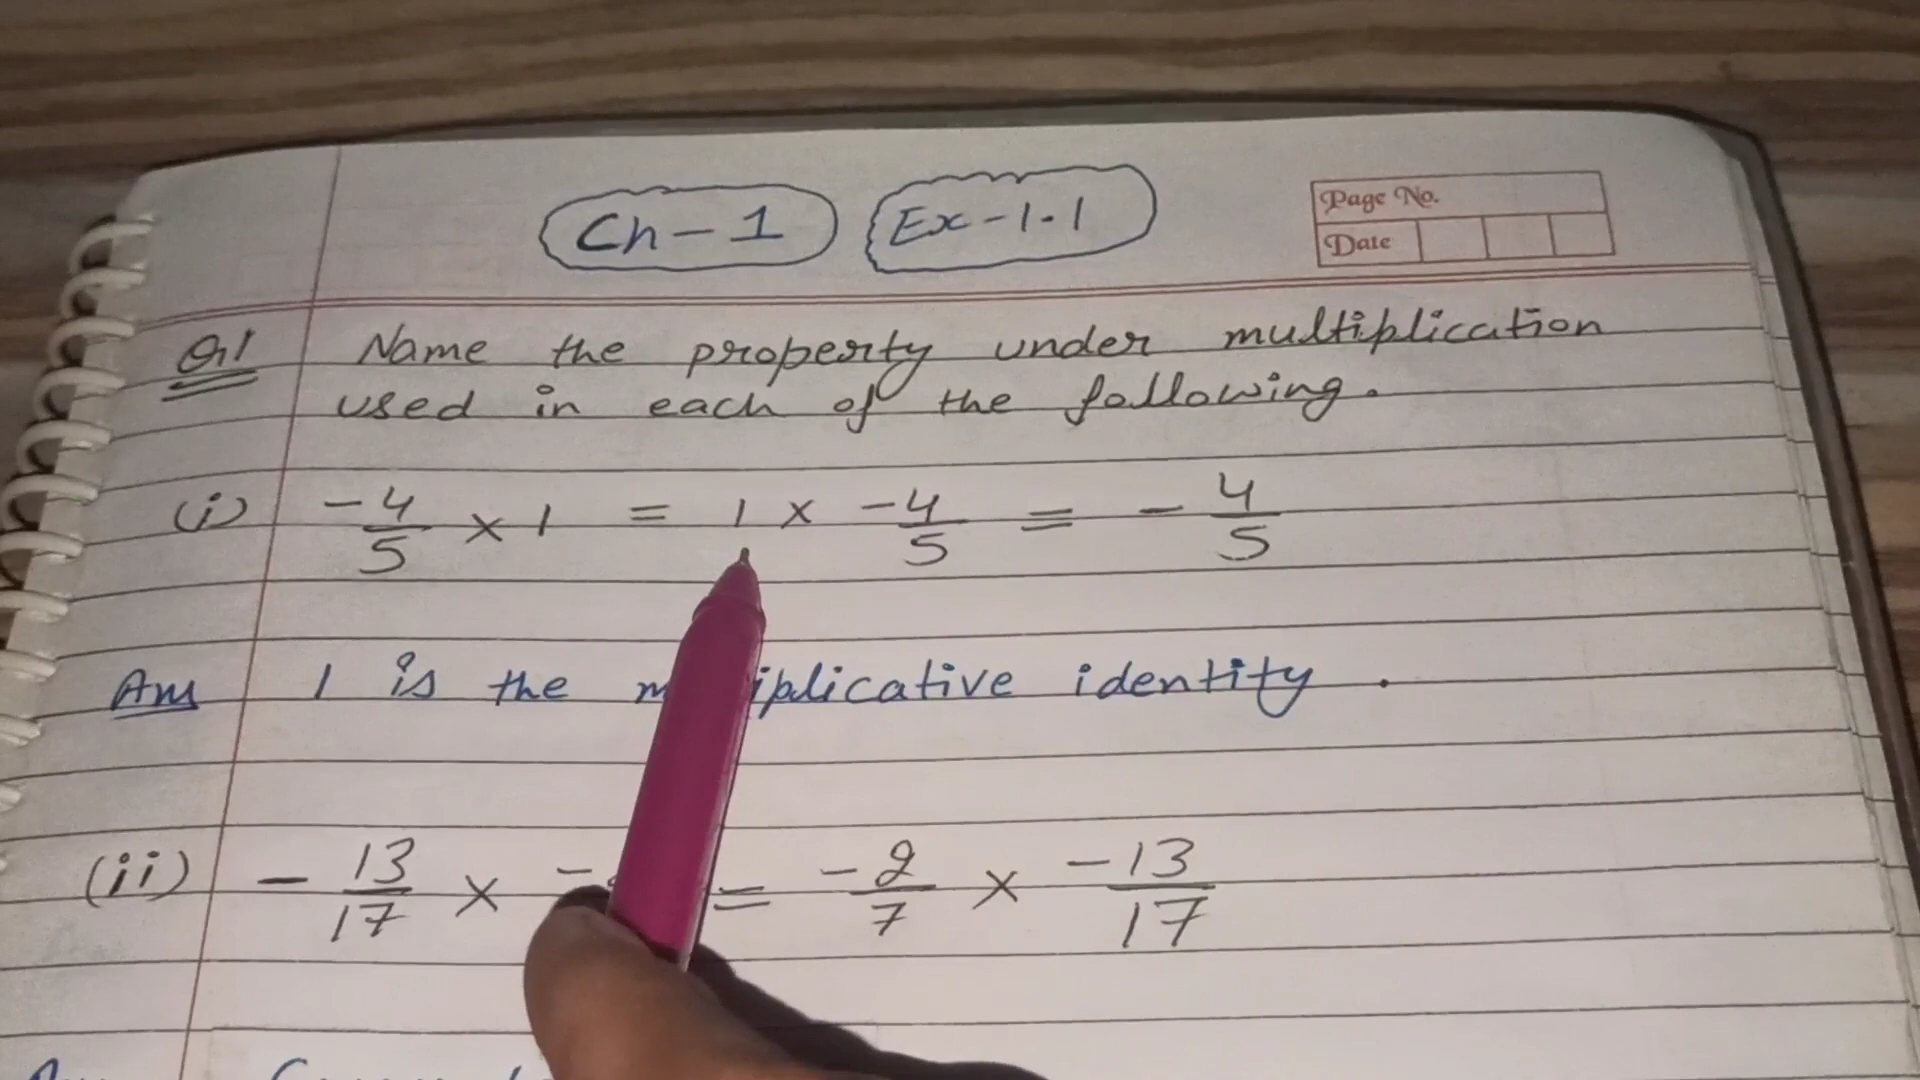 Ch-1 Ex-1.1
Page No.
Date
Q1 Name the property under multiplication
used in each of the following.
(i) -4/5 × 1 = 1 × -4/5 = -4/5
Ans 1 is the iplicative identity.
(ii) -13/17 × - = -2/7 × -13/17